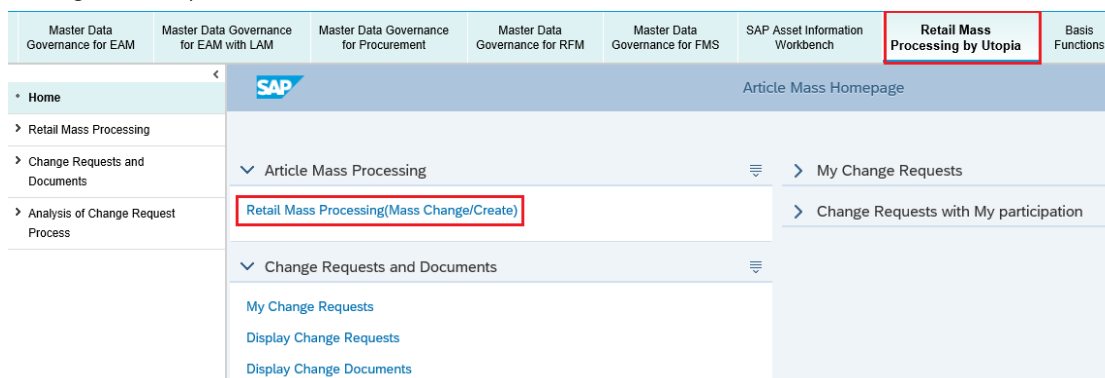 Master Data
Governance for EAM
Master Data Governance
for EAM with LAM
Master Data Governance
for Procurement
Master Data
Governance for RFM
Master Data
Governance for FMS
SAP Asset Information
Workbench
Retail Mass
Processing by Utopia
Basis
Functions
Home
Retail Mass Processing
Change Requests and
Documents
Analysis of Change Request
Process
SAP
Article Mass Homepage
Article Mass Processing
Retail Mass Processing(Mass Change/Create)
Change Requests and Documents
My Change Requests
Display Change Requests
Display Change Documents
My Change Requests
Change Requests with My participation